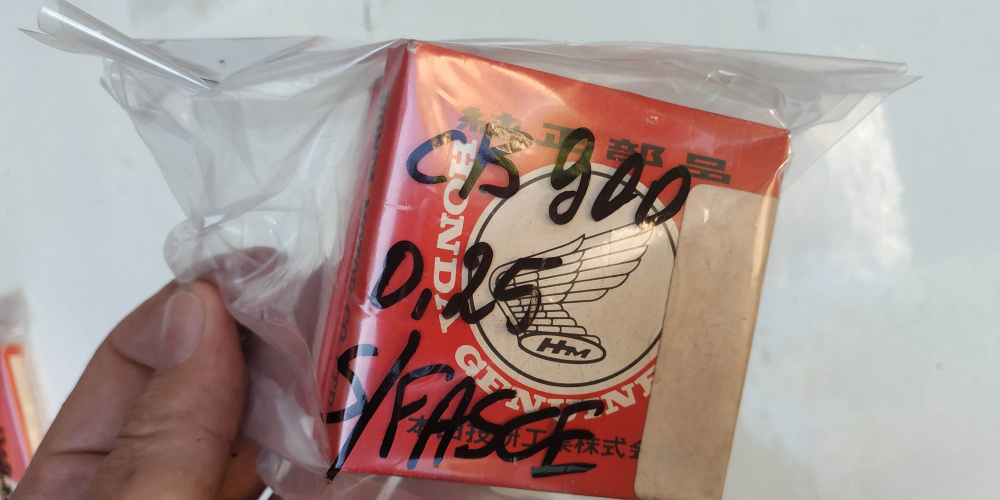 純正部品
CB 900
HONDA
0,25
HM
GENUINE
S/FASCE
本田技研工業株式会